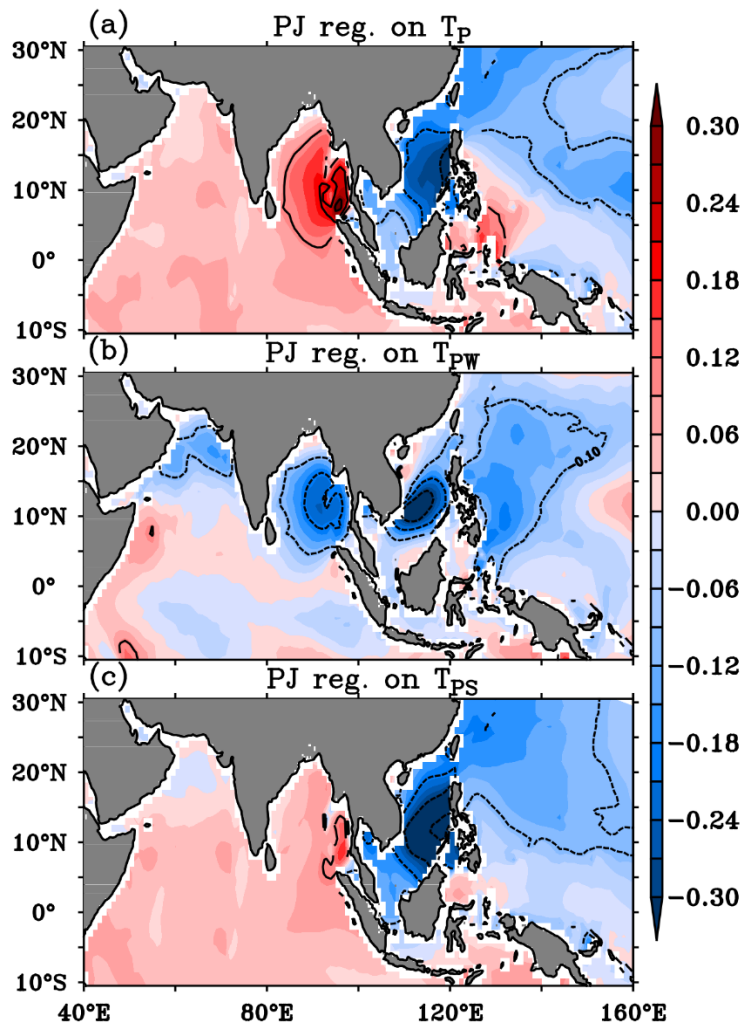 (a) PJ reg. on T_P
30°N
20°N
10°N
0°
10°S
(b) PJ reg. on T_PW
30°N
20°N
10°N
0°
10°S
-0.10
(c) PJ reg. on T_PS
30°N
20°N
10°N
0°
10°S
40°E 80°E 120°E 160°E
0.30
0.24
0.18
0.12
0.06
0.00
-0.06
-0.12
-0.18
-0.24
-0.30